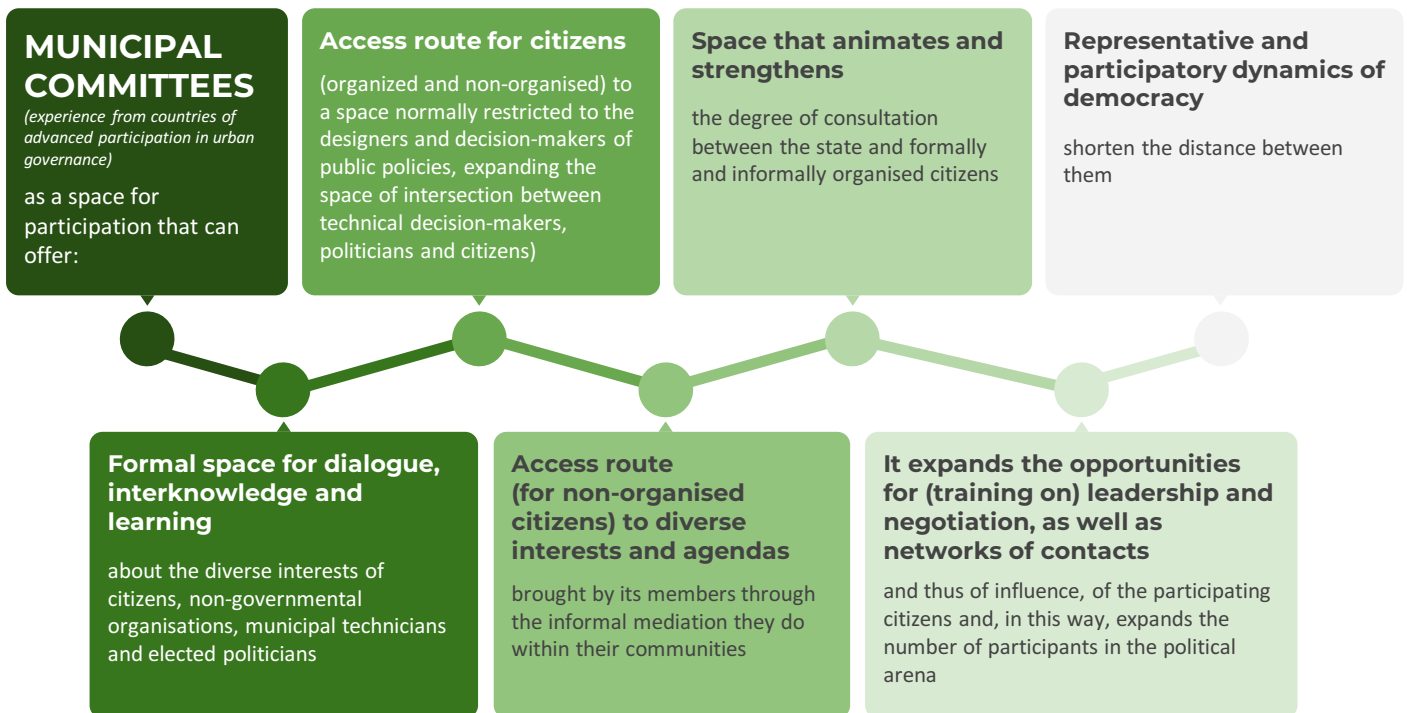 MUNICIPAL
COMMITTEES
(experience from countries of
advanced participation in urban
governance)
as a space for
participation that can
offer:
Formal space for dialogue,
interknowledge and
learning
about the diverse interests of
citizens, non-governmental
organisations, municipal technicians
and elected politicians
Access route for citizens
(organized and non-organised) to
a space normally restricted to the
designers and decision-makers of
public policies, expanding the
space of intersection between
technical decision-makers,
politicians and citizens)
Access route
(for non-organised
citizens) to diverse
interests and agendas
brought by its members through
the informal mediation they do
within their communities
Space that animates and
strengthens
the degree of consultation
between the state and formally
and informally organised citizens
It expands the opportunities
for (training on) leadership and
negotiation, as well as
networks of contacts
and thus of influence, of the participating
citizens and, in this way, expands the
number of participants in the political
arena
Representative and
participatory dynamics of
democracy
shorten the distance between
them